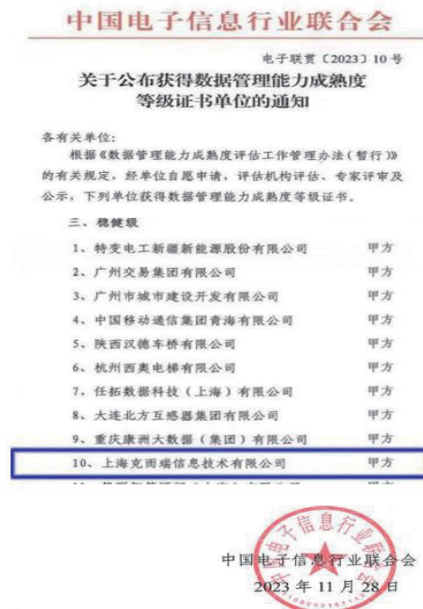 中国电子信息行业联合会
电子联贯〔2023〕10号
关于公布获得数据管理能力成熟度
等级证书单位的通知
各有关单位：
根据《数据管理能力成熟度评估工作管理办法（暂行）》
的有关规定，经单位自愿申请，评估机构评估、专家评审及
公示，下列单位获得数据管理能力成熟度等级证书。
三、稳健级
1、特变电工新疆新能源股份有限公司 甲方
2、广州交易集团有限公司 甲方
3、广州市城市建设开发有限公司 甲方
4、中国移动通信集团青海有限公司 甲方
5、陕西汉德车桥有限公司 甲方
6、杭州西奥电梯有限公司 甲方
7、任拓数据科技（上海）有限公司 甲方
8、大连北方互感器集团有限公司 甲方
9、重庆康洲大数据（集团）有限公司 甲方
10、上海克而瑞信息技术有限公司 甲方
中国电子信息行业联合会
2023年11月28日